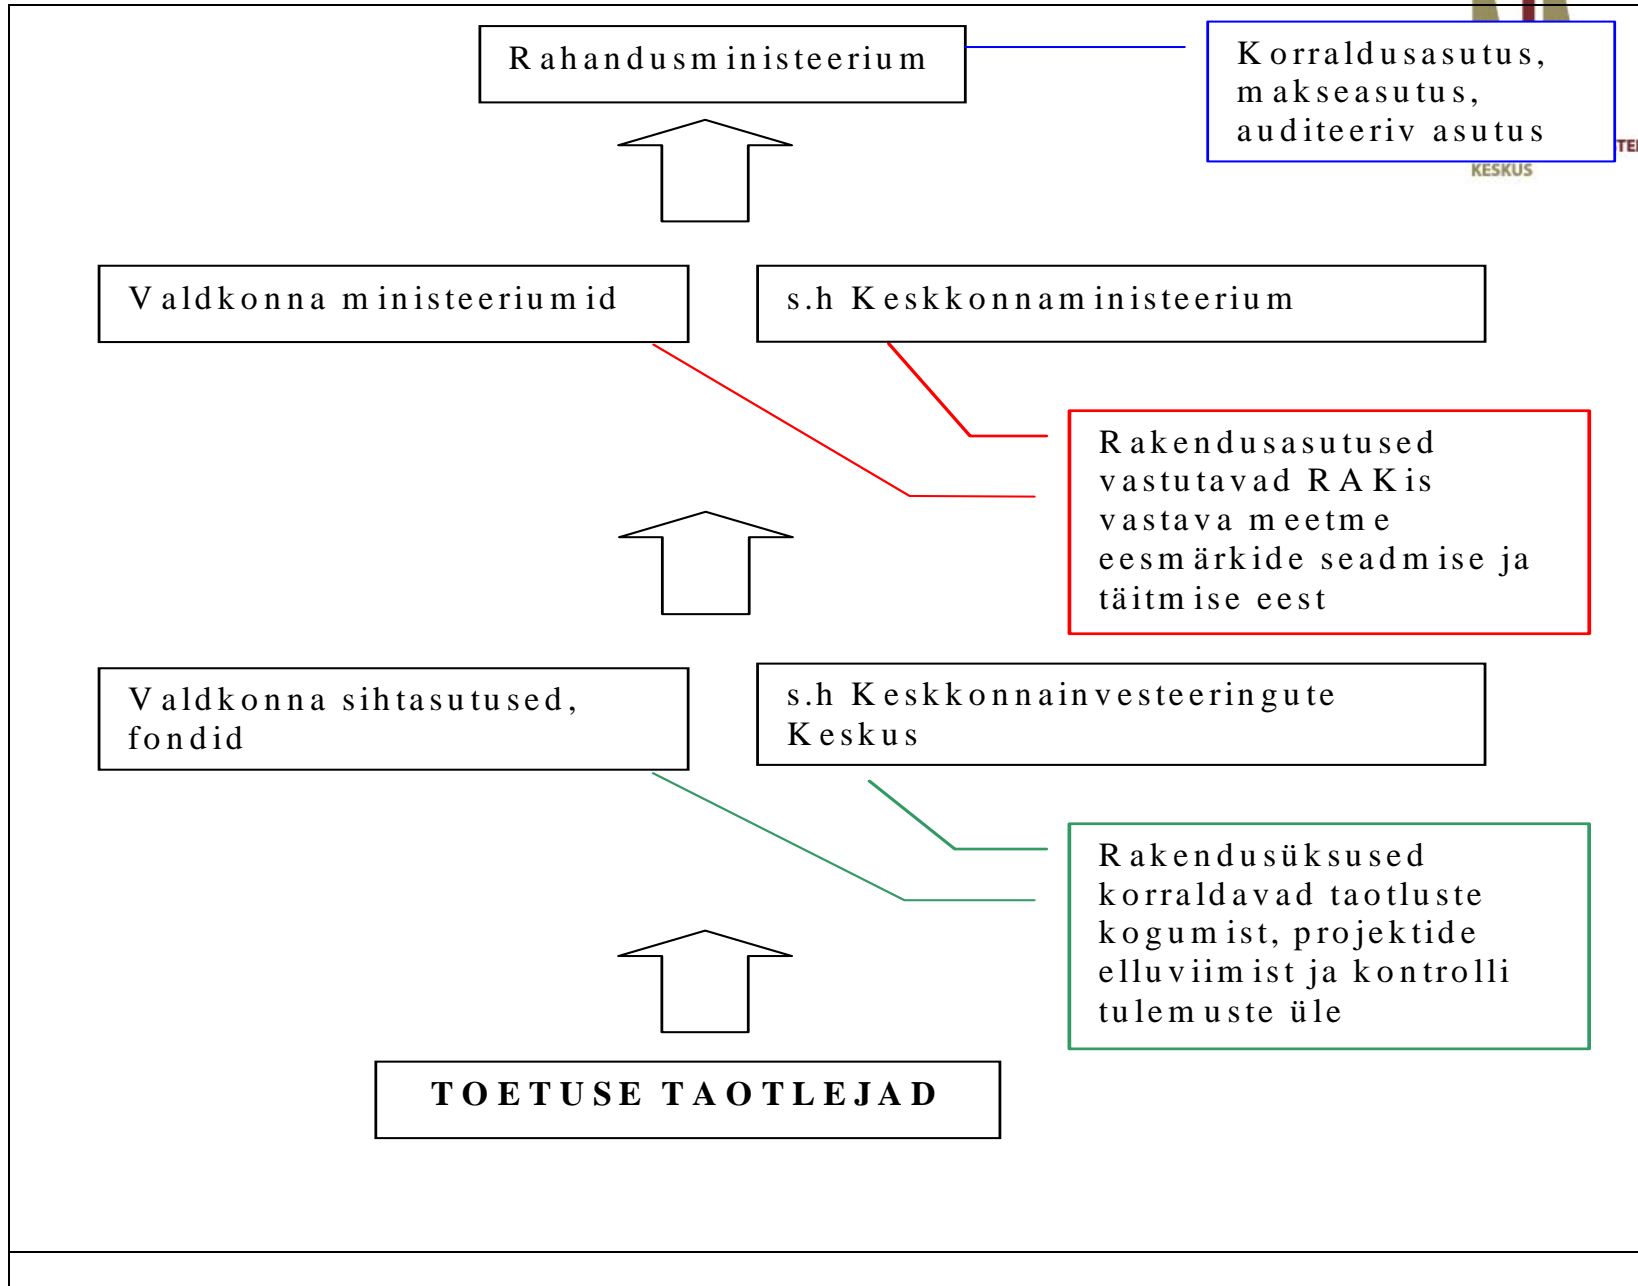 Rahandusministeerium
Korraldusasutus,
makseasutus,
auditeeriv asutus
KESKUS
Valdkonna ministeeriumid
s.h Keskkonnaministeerium
Rakendusasutused
vastutavad RAKis
vastava meetme
eesmärkide seadmise ja
täitmise eest
Valdkonna sihtasutused,
fondid
s.h Keskkonnainvesteeringute
Keskus
Rakendusüksused
korraldavad taotluste
kogumist, projektide
elluviimist ja kontrolli
tulemuste üle
TOETUSE TAOTLEJAD